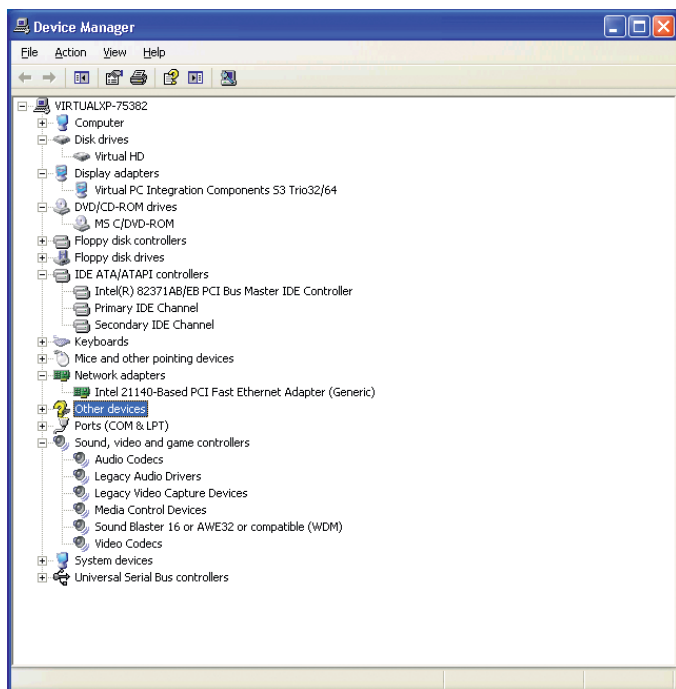 Device Manager
File Action View Help
VIRTUALXP-75382
Computer
Disk drives
Virtual HD
Display adapters
Virtual PC Integration Components S3 Trio32/64
DVD/CD-ROM drives
MS C/DVD-ROM
Floppy disk controllers
Floppy disk drives
IDE ATA/ATAPI controllers
Intel(R) 82371AB/EB PCI Bus Master IDE Controller
Primary IDE Channel
Secondary IDE Channel
Keyboards
Mice and other pointing devices
Network adapters
Intel 21140-Based PCI Fast Ethernet Adapter (Generic)
Other devices
Ports (COM & LPT)
Sound, video and game controllers
Audio Codecs
Legacy Audio Drivers
Legacy Video Capture Devices
Media Control Devices
Sound Blaster 16 or AWE32 or compatible (WDM)
Video Codecs
System devices
Universal Serial Bus controllers